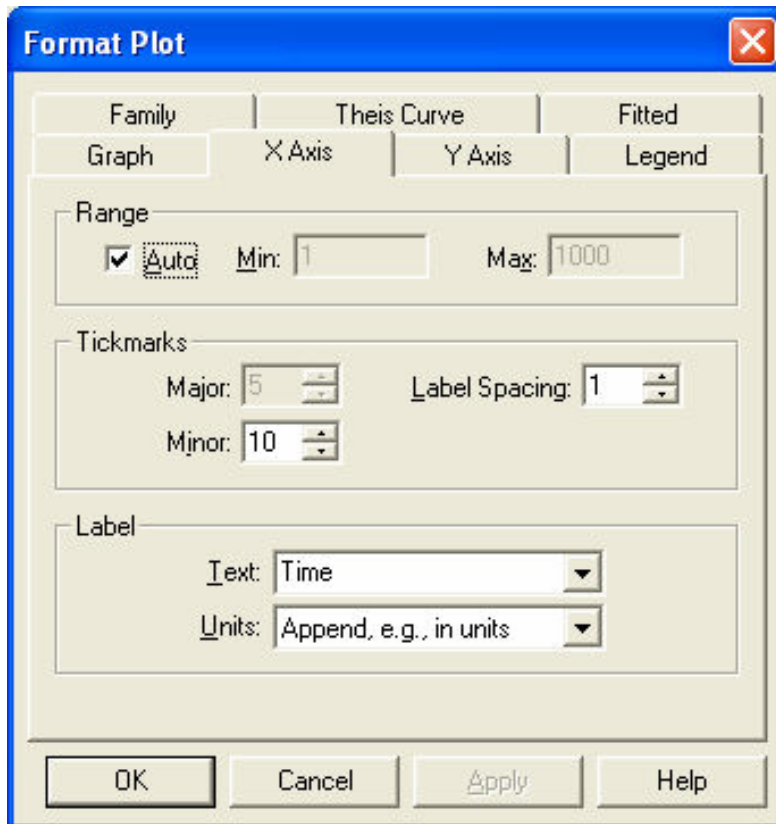 Format Plot
Family Theis Curve Fitted
Graph X Axis Y Axis Legend
Range
Auto Min: 1 Max: 1000
Tickmarks
Major: 5 Label Spacing: 1
Minor: 10
Label
Text: Time
Units: Append, e.g., in units
OK Cancel Apply Help